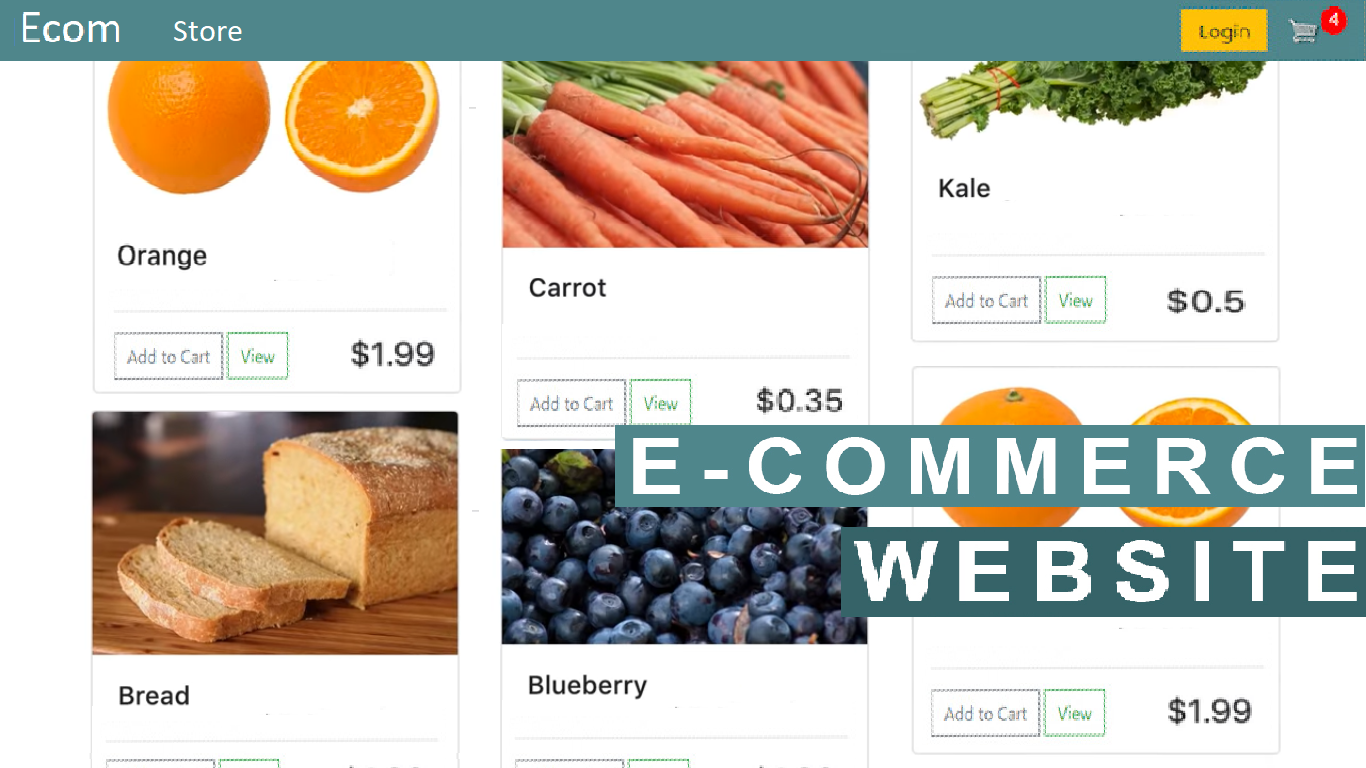 Ecom Store Login 4
Orange
Add to Cart View $1.99
Carrot
Add to Cart View $0.35
Kale
Add to Cart View $0.5
Bread
Blueberry
Add to Cart View $1.99
E-COMMERCE
WEBSITE